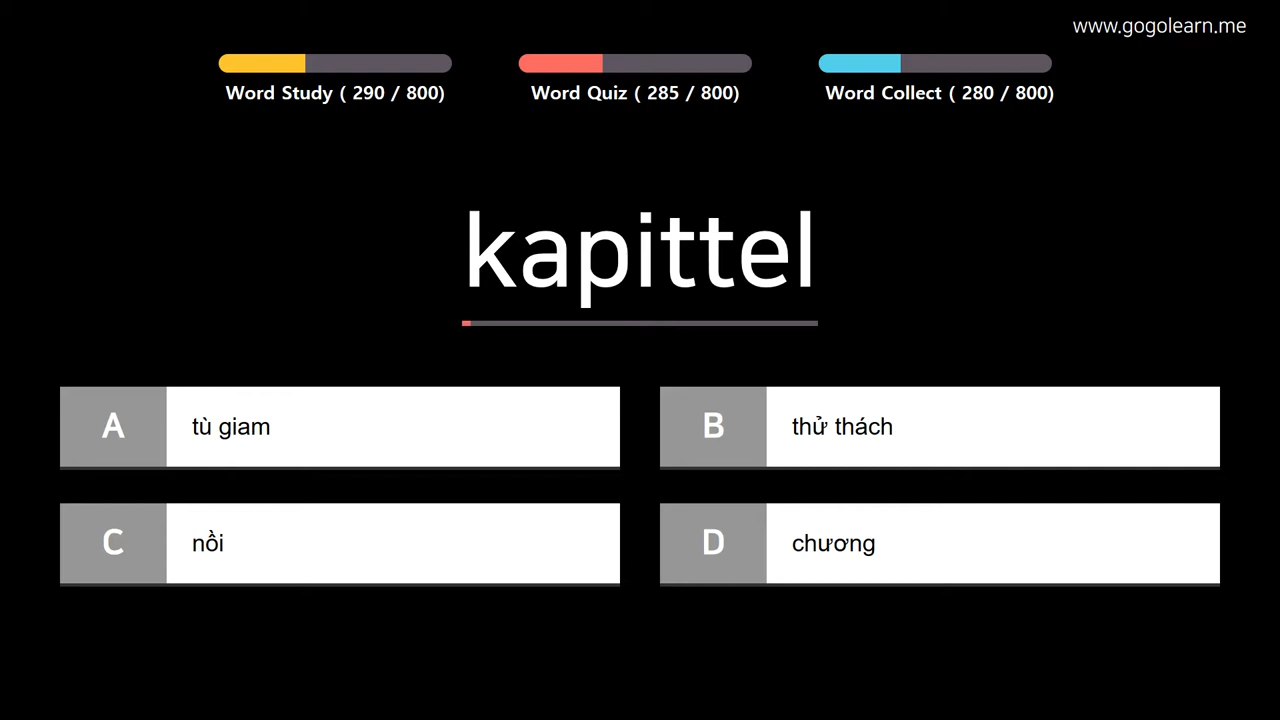 www.gogolearn.me
Word Study ( 290 / 800)
Word Quiz ( 285 / 800)
Word Collect ( 280 / 800)
kapittel
A tù giam
B thử thách
C nồi
D chương